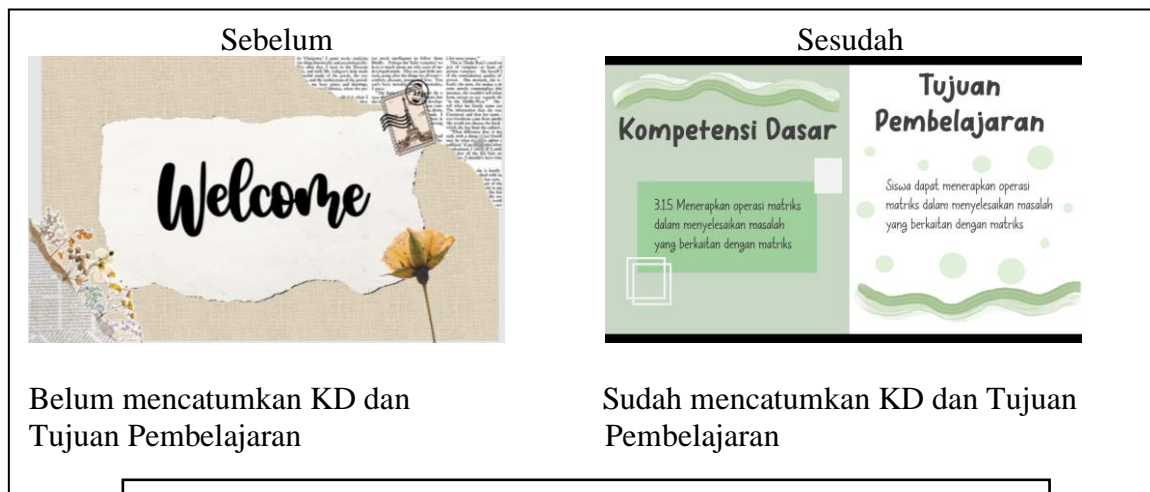 Sebelum
Sesudah
Welcome
Kompetensi Dasar
3.1.5 Menerapkan operasi matriks
dalam menyelesaikan masalah
yang berkaitan dengan matriks
Tujuan
Pembelajaran
Siswa dapat menerapkan operasi
matriks dalam menyelesaikan masalah
yang berkaitan dengan matriks
Belum mencatumkan KD dan
Tujuan Pembelajaran
Sudah mencatumkan KD dan Tujuan
Pembelajaran